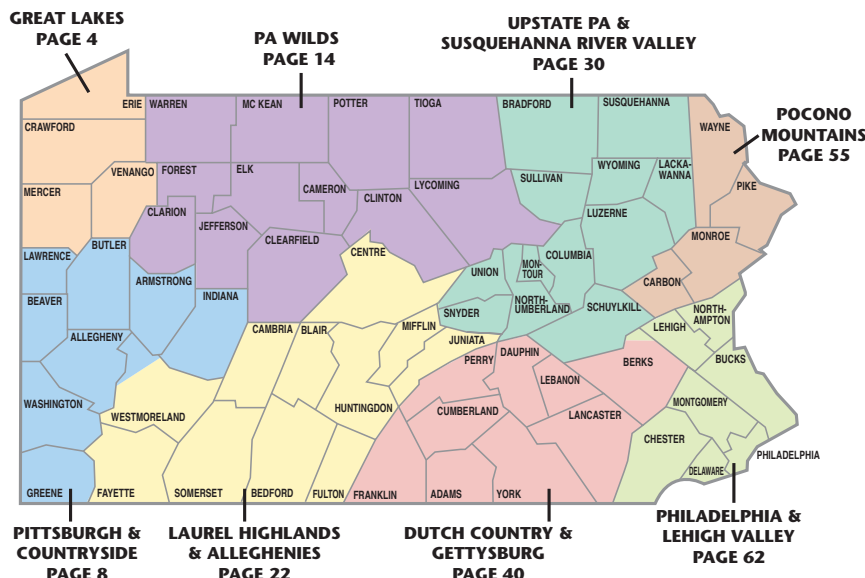 GREAT LAKES
PAGE 4
PA WILDS
PAGE 14
UPSTATE PA &
SUSQUEHANNA RIVER VALLEY
PAGE 30
POCONO
MOUNTAINS
PAGE 55
ERIE
WARREN
MC KEAN
POTTER
TIOGA
BRADFORD
SUSQUEHANNA
WAYNE
CRAWFORD
VENANGO
FOREST
ELK
CAMERON
CLINTON
LYCOMING
SULLIVAN
WYOMING
LACKA-
WANNA
PIKE
MERCER
CLARION
JEFFERSON
CLEARFIELD
CENTRE
LUZERNE
MONROE
LAWRENCE
BUTLER
ARMSTRONG
INDIANA
UNION
MON-
TOUR
COLUMBIA
CARBON
BEAVER
ALLEGHENY
CAMBRIA
BLAIR
MIFFLIN
SNYDER
NORTH-
UMBERLAND
SCHUYLKILL
NORTH-
AMPTON
LEHIGH
JUNIATA
PERRY
DAUPHIN
LEBANON
BERKS
BUCKS
WASHINGTON
WESTMORELAND
HUNTINGDON
CUMBERLAND
LANCASTER
MONTGOMERY
CHESTER
PHILADELPHIA
DELAWARE
GREENE
FAYETTE
SOMERSET
BEDFORD
FULTON
FRANKLIN
ADAMS
YORK
PITTSBURGH &
COUNTRYSIDE
PAGE 8
LAUREL HIGHLANDS
& ALLEGHENIES
PAGE 22
DUTCH COUNTRY &
GETTYSBURG
PAGE 40
PHILADELPHIA &
LEHIGH VALLEY
PAGE 62